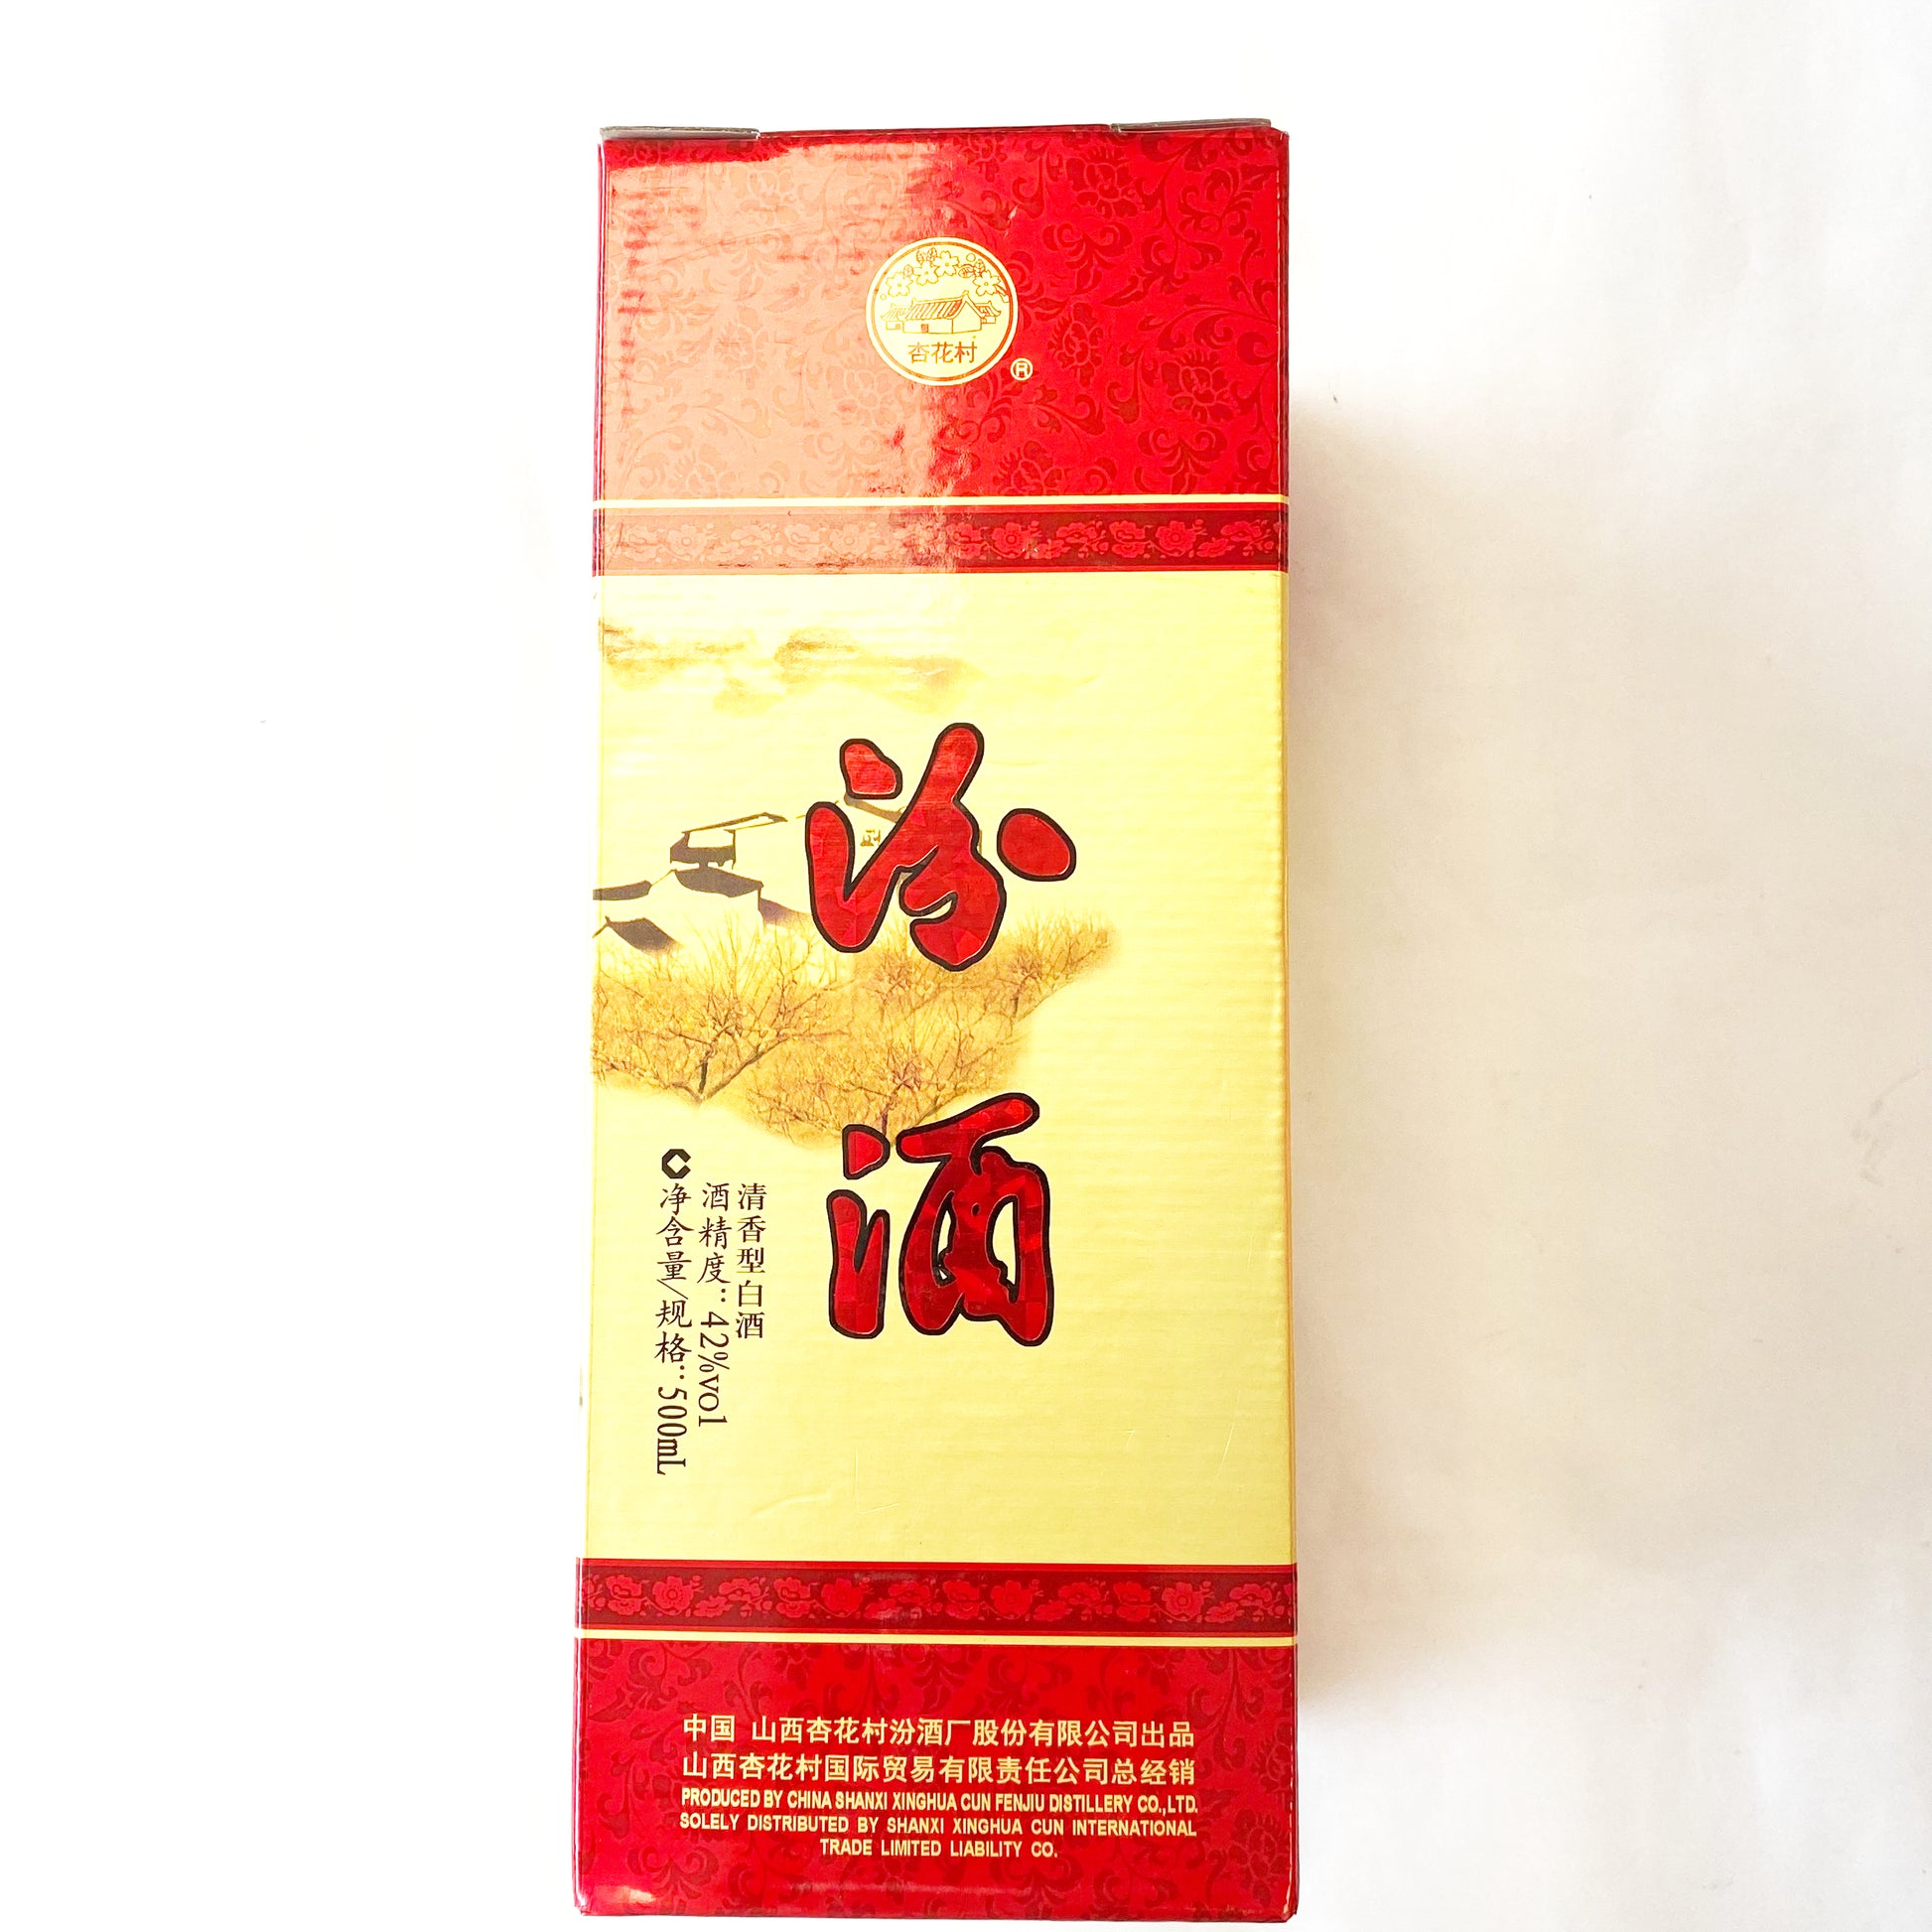 杏花村
®
汾酒
清香型白酒
酒精度：42%vol
净含量/规格：500mL
中国 山西杏花村汾酒厂股份有限公司出品
山西杏花村国际贸易有限责任公司总经销
PRODUCED BY CHINA SHANXI XINGHUA CUN FENJIU DISTILLERY CO.,LTD.
SOLELY DISTRIBUTED BY SHANXI XINGHUA CUN INTERNATIONAL
TRADE LIMITED LIABILITY CO.